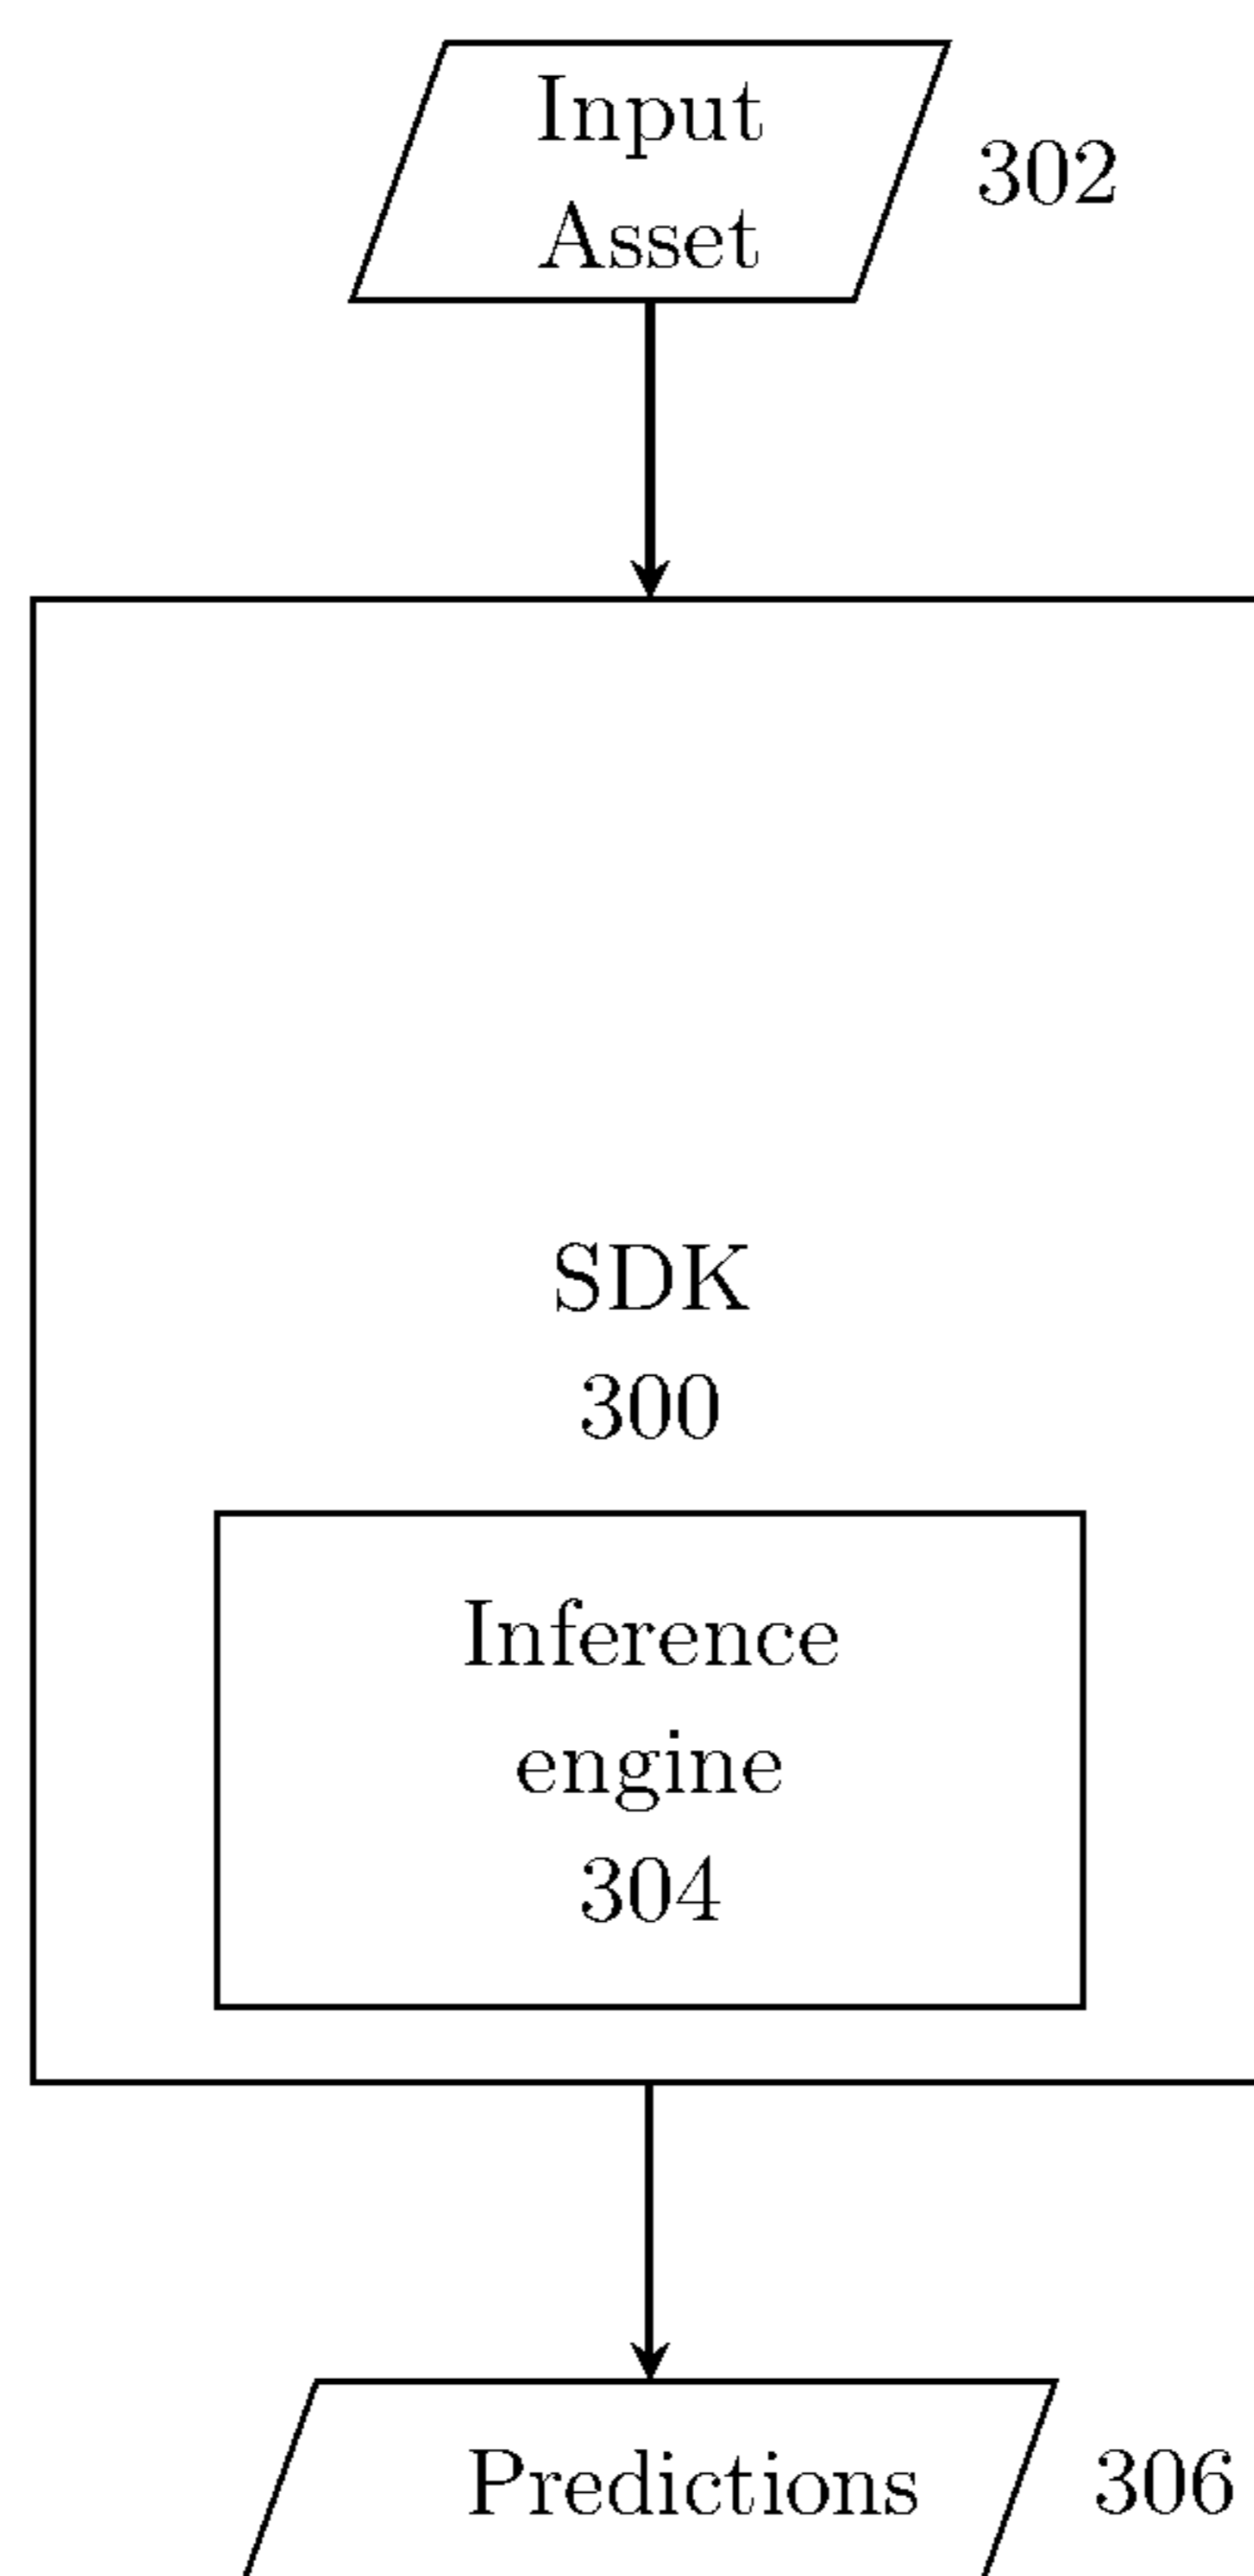 Input
Asset
302
SDK
300
Inference
engine
304
Predictions
306